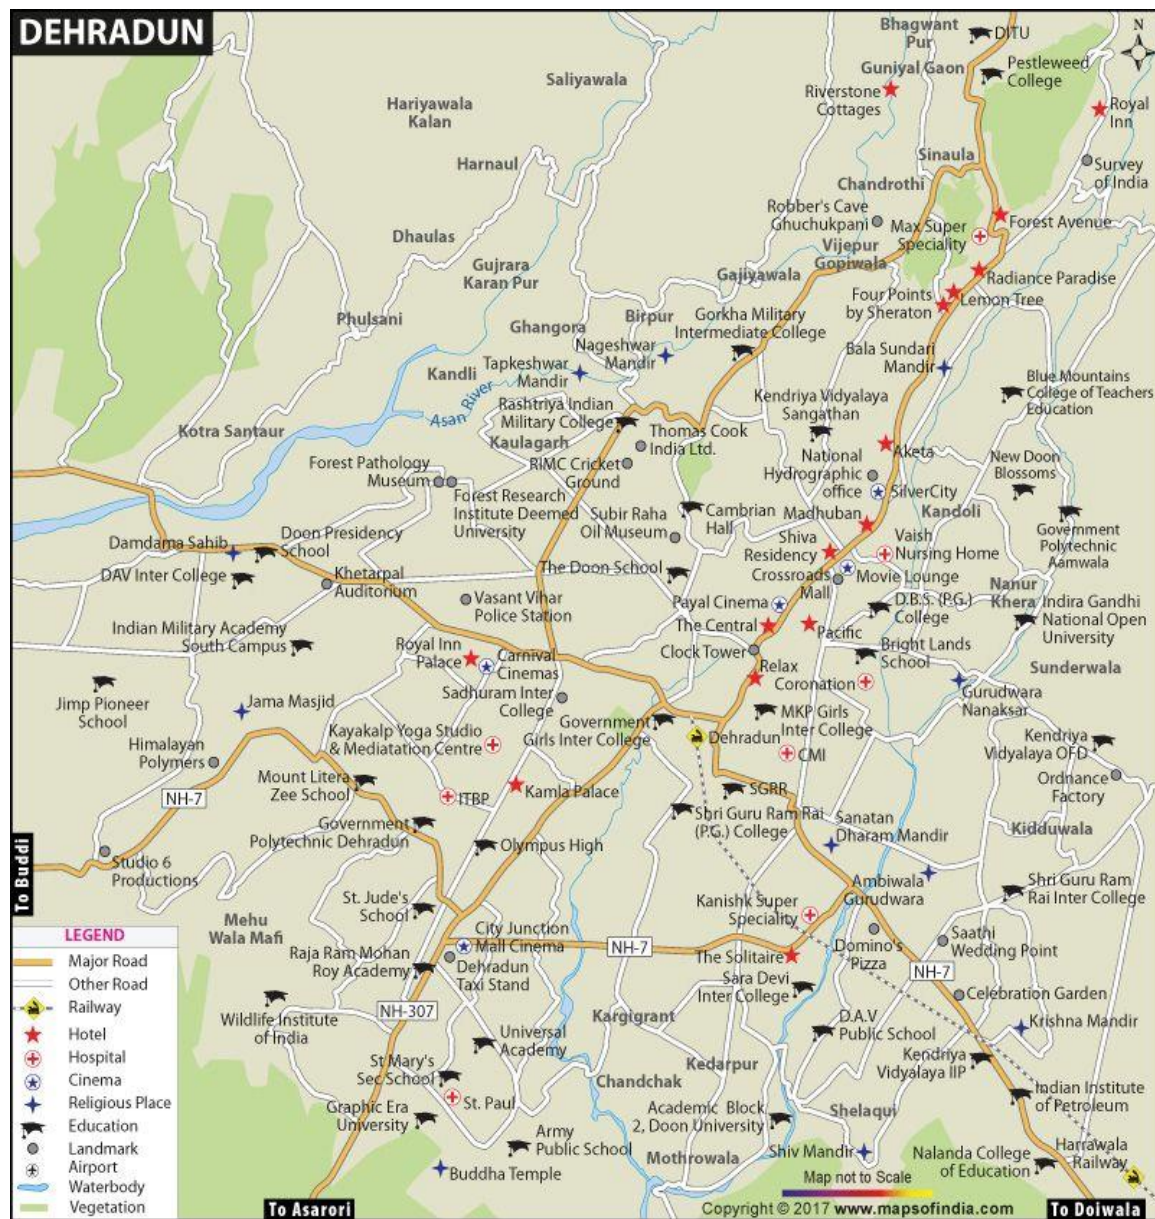 DEHRADUN
N
Bhagwant
Pur
DITU
Guniyal Gaon
Pestleweed
College
Saliyawala
Riverstone
Cottages
Hariyawala
Kalan
Royal
Inn
Harnaul
Sinaula
Survey
of India
Chandrothi
Robber's Cave
Ghuchukpani
Forest Avenue
Max Super
Speciality
Dhaulas
Vijepur
Gopiwala
Gujrara
Karan Pur
Gajiyawala
Radiance Paradise
Four Points
by Sheraton
Lemon Tree
Phulsani
Ghangora
Birpur
Gorkha Military
Intermediate College
Nageshwar
Mandir
Tapkeshwar
Mandir
Bala Sundari
Mandir
Kandli
Asan River
Rashtriya Indian
Military College
Kendriya Vidyalaya
Sangathan
Blue Mountains
College of Teachers
Education
Kotra Santaur
Kaulagarh
Thomas Cook
India Ltd.
Aketa
Forest Pathology
Museum
RIMC Cricket
Ground
National
Hydrographic
office
New Doon
Blossoms
Forest Research
Institute Deemed
University
SilverCity
Subir Raha
Oil Museum
Cambrian
Hall
Madhuban
Kandoli
Doon Presidency
School
Damdama Sahib
Shiva
Residency
Vaish
Nursing Home
Government
Polytechnic
Aamwala
DAV Inter College
Khetarpal
Auditorium
The Doon School
Crossroads
Mall
Movie Lounge
Nanur
Khera
Vasant Vihar
Police Station
Payal Cinema
D.B.S. (P.G.)
College
Indira Gandhi
National Open
University
Indian Military Academy
South Campus
The Central
Pacific
Royal Inn
Palace
Carnival
Cinemas
Clock Tower
Bright Lands
School
Sunderwala
Relax
Coronation
Jimp Pioneer
School
Sadhuram Inter
College
Gurudwara
Nanaksar
Jama Masjid
Government
Girls Inter College
MKP Girls
Inter College
Kayakalp Yoga Studio
& Mediatation Centre
Dehradun
Kendriya
Vidyalaya OFD
Himalayan
Polymers
CMI
Mount Litera
Zee School
Ordnance
Factory
NH-7
ITBP
Kamla Palace
SGRR
Shri Guru Ram Rai
(P.G.) College
Sanatan
Dharam Mandir
Government
Polytechnic Dehradun
Kidduwala
Olympus High
To Buddi
Studio 6
Productions
Ambiwala
Gurudwara
Shri Guru Ram
Rai Inter College
St. Jude's
School
Kanishk Super
Speciality
Mehu
Wala Mafi
City Junction
Mall Cinema
Saathi
Wedding Point
Domino's
Pizza
NH-7
Raja Ram Mohan
Roy Academy
Dehradun
Taxi Stand
The Solitaire
NH-7
Sara Devi
Inter College
Celebration Garden
Wildlife Institute
of India
NH-307
Kargigrant
D.A.V
Public School
Krishna Mandir
Universal
Academy
Kedarpur
Kendriya
Vidyalaya IIP
St Mary's
Sec School
Chandchak
Indian Institute
of Petroleum
St. Paul
Graphic Era
University
Academic Block
2, Doon University
Shelaqui
Army
Public School
Mothrowala
Shiv Mandir
Nalanda College
of Education
Harrawala
Railway
Buddha Temple
LEGEND
Major Road
Other Road
Railway
Hotel
Hospital
Cinema
Religious Place
Education
Landmark
Airport
Waterbody
Vegetation
Map not to Scale
To Asarori
Copyright © 2017 www.mapsofindia.com
To Doiwala